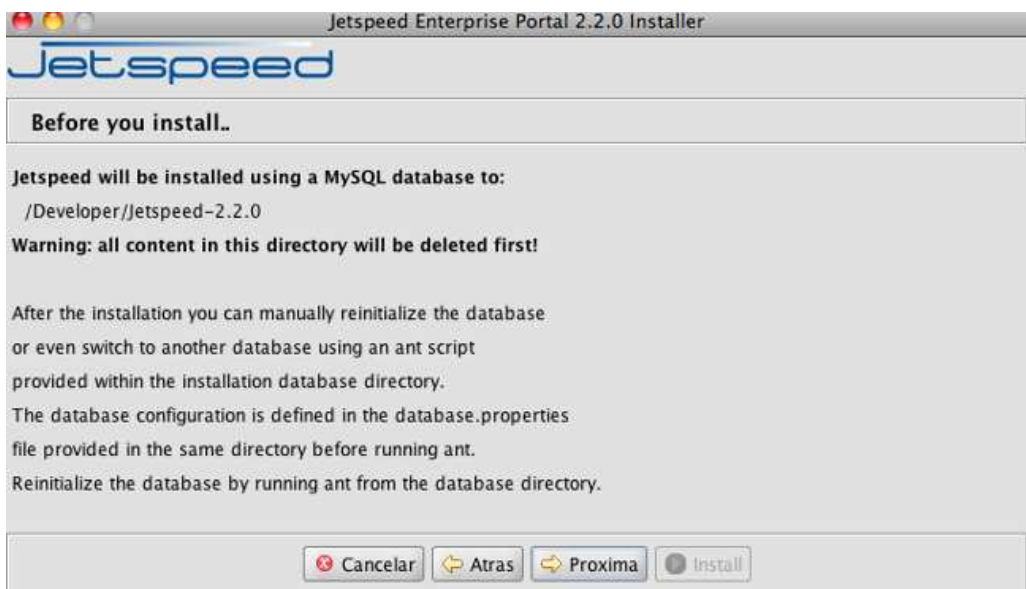 Jetspeed Enterprise Portal 2.2.0 Installer
Jetspeed
Before you install..
Jetspeed will be installed using a MySQL database to:
/Developer/Jetspeed-2.2.0
Warning: all content in this directory will be deleted first!
After the installation you can manually reinitialize the database
or even switch to another database using an ant script
provided within the installation database directory.
The database configuration is defined in the database.properties
file provided in the same directory before running ant.
Reinitialize the database by running ant from the database directory.
Cancelar Atras Proxima Install